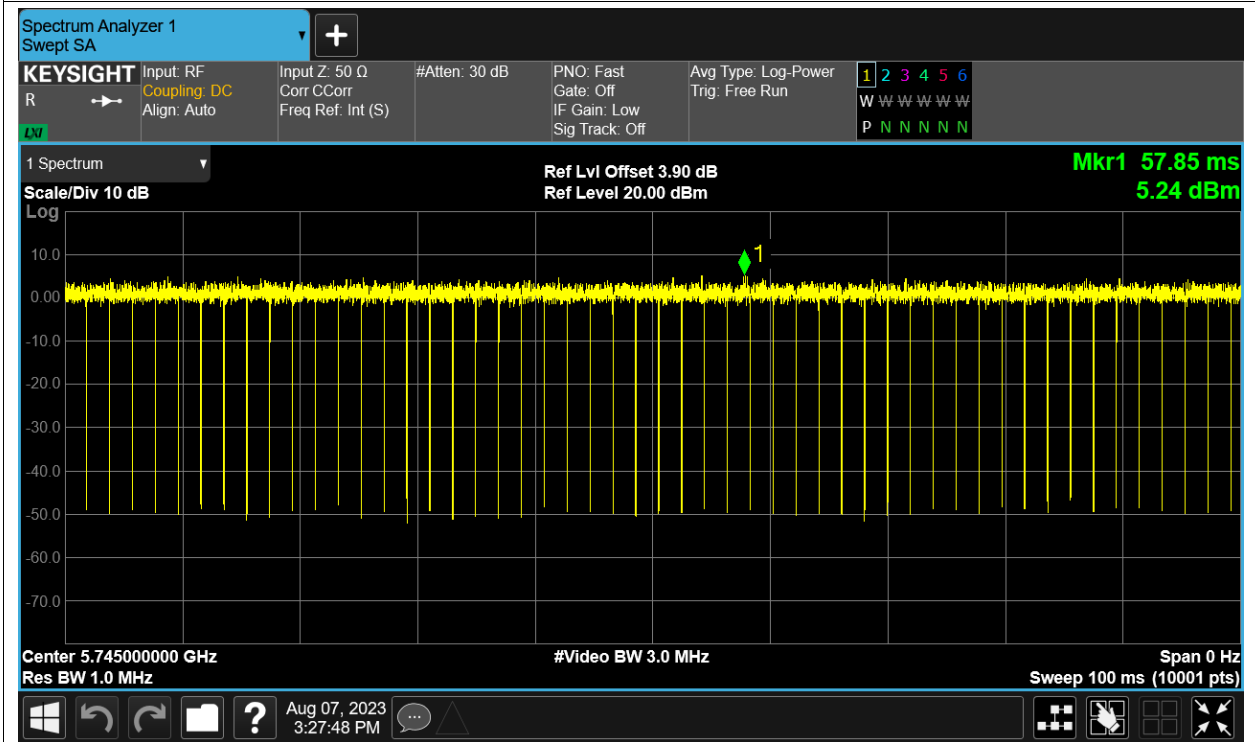 Spectrum Analyzer 1
Swept SA
+
KEYSIGHT
R
LXI
Input: RF
Coupling: DC
Align: Auto
Input Z: 50 Ω
Corr CCorr
Freq Ref: Int (S)
#Atten: 30 dB
PNO: Fast
Gate: Off
IF Gain: Low
Sig Track: Off
Avg Type: Log-Power
Trig: Free Run
1 2 3 4 5 6
W W W W W W
P N N N N N
1 Spectrum
Scale/Div 10 dB
Log
Ref Lvl Offset 3.90 dB
Ref Level 20.00 dBm
Mkr1 57.85 ms
5.24 dBm
1
10.0
0.00
-10.0
-20.0
-30.0
-40.0
-50.0
-60.0
-70.0
Center 5.745000000 GHz
Res BW 1.0 MHz
#Video BW 3.0 MHz
Span 0 Hz
Sweep 100 ms (10001 pts)
?
Aug 07, 2023
3:27:48 PM